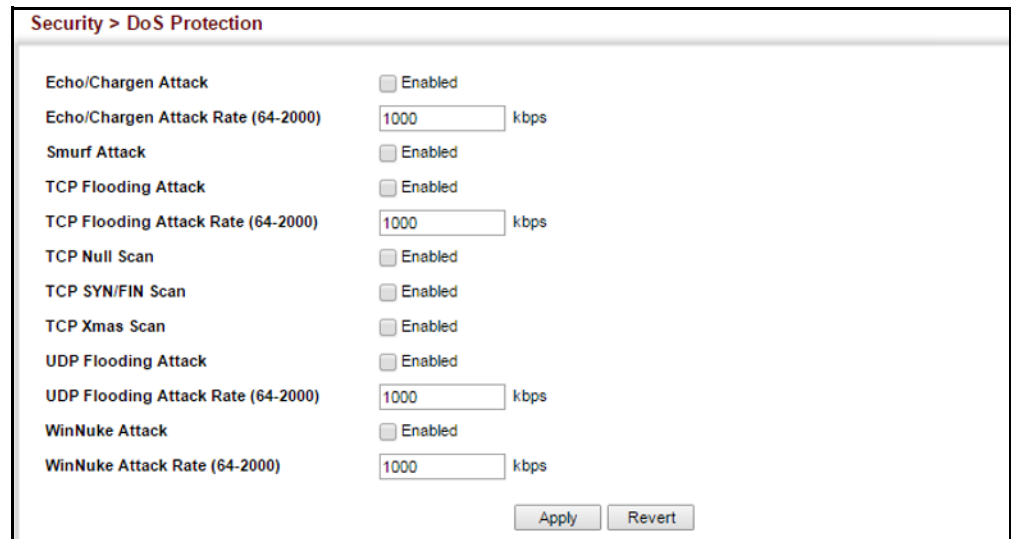 Security > DoS Protection
Echo/Chargen Attack Enabled
Echo/Chargen Attack Rate (64-2000) 1000 kbps
Smurf Attack Enabled
TCP Flooding Attack Enabled
TCP Flooding Attack Rate (64-2000) 1000 kbps
TCP Null Scan Enabled
TCP SYN/FIN Scan Enabled
TCP Xmas Scan Enabled
UDP Flooding Attack Enabled
UDP Flooding Attack Rate (64-2000) 1000 kbps
WinNuke Attack Enabled
WinNuke Attack Rate (64-2000) 1000 kbps
Apply Revert